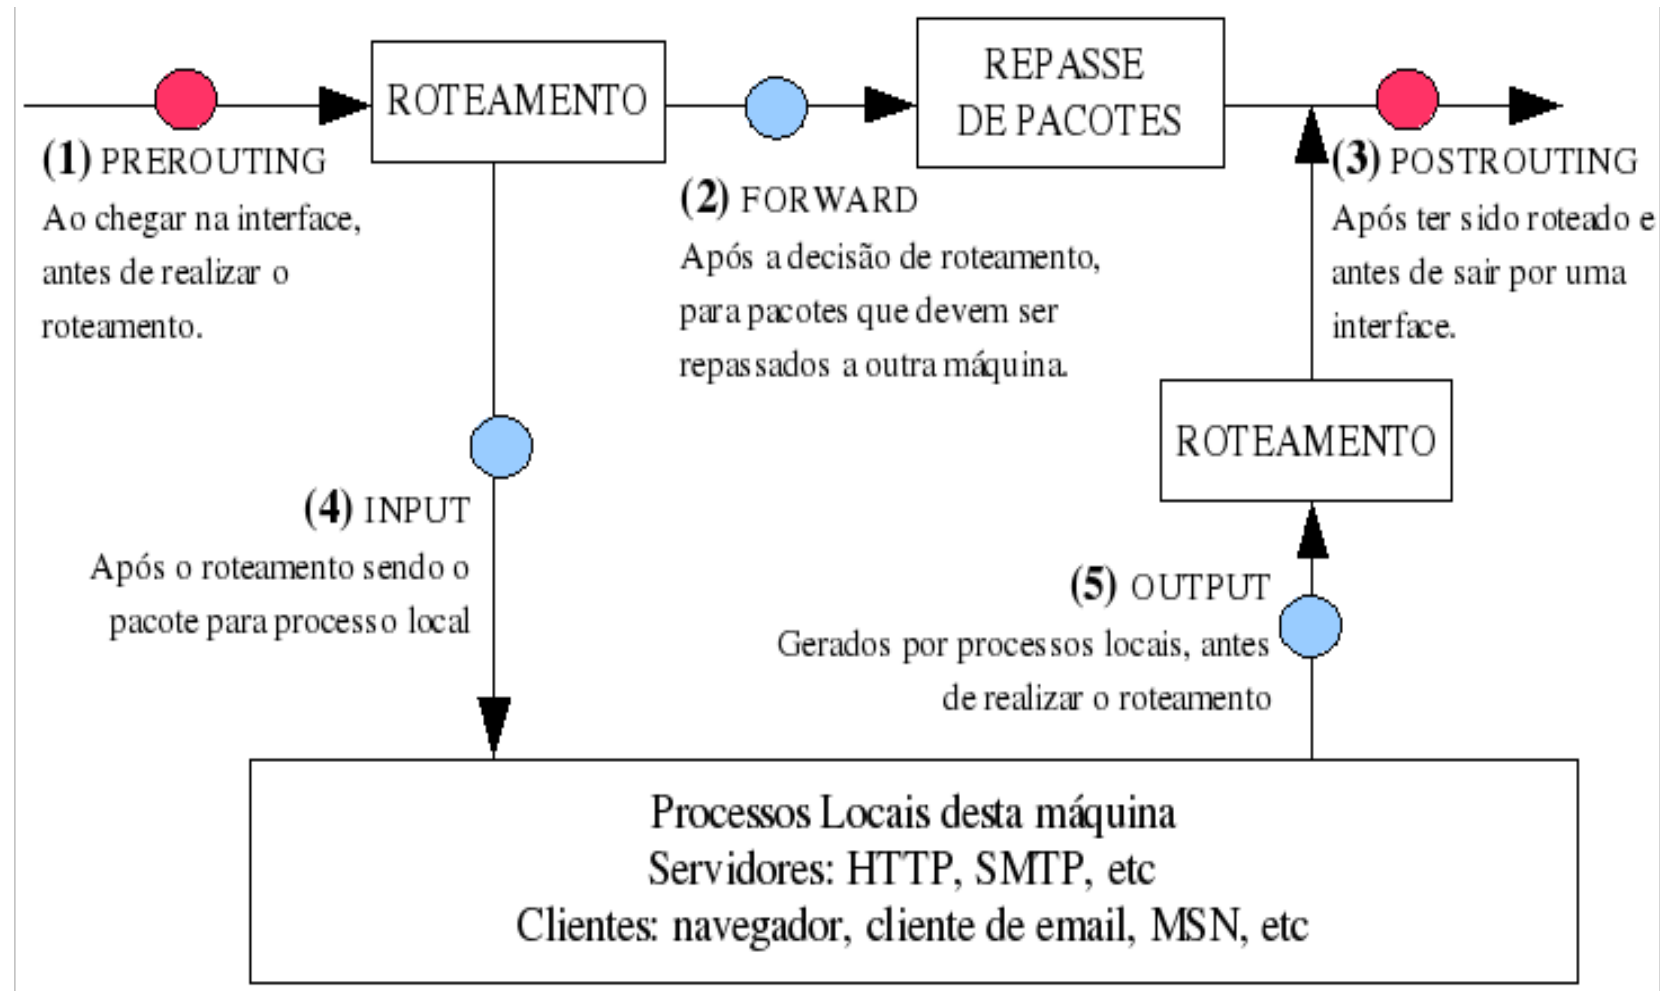 ROTEAMENTO
REPASSE
DE PACOTES
(1) PREROUTING
Ao chegar na interface,
antes de realizar o
roteamento.
(2) FORWARD
Após a decisão de roteamento,
para pacotes que devem ser
repassados a outra máquina.
(3) POSTROUTING
Após ter sido roteado e
antes de sair por uma
interface.
ROTEAMENTO
(4) INPUT
Após o roteamento sendo o
pacote para processo local
(5) OUTPUT
Gerados por processos locais, antes
de realizar o roteamento
Processos Locais desta máquina
Servidores: HTTP, SMTP, etc
Clientes: navegador, cliente de email, MSN, etc